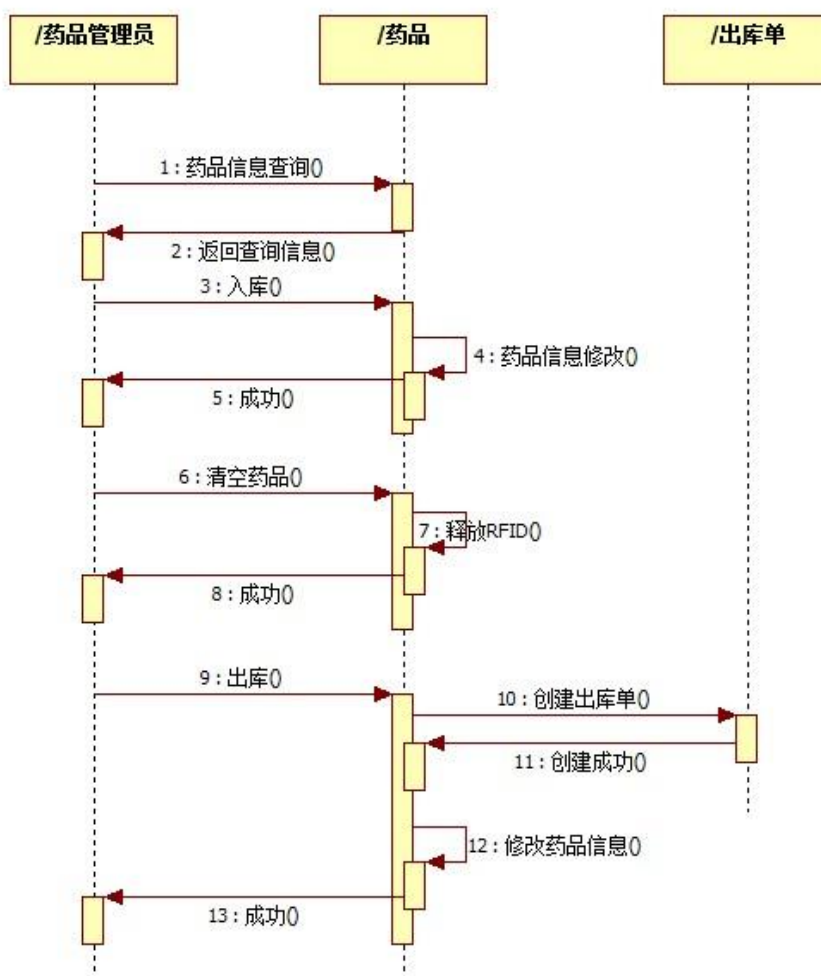 /药品管理员
/药品
/出库单
1 : 药品信息查询()
2 : 返回查询信息()
3 : 入库()
4 : 药品信息修改()
5 : 成功()
6 : 清空药品()
7 : 释放RFID()
8 : 成功()
9 : 出库()
10 : 创建出库单()
11 : 创建成功()
12 : 修改药品信息()
13 : 成功()